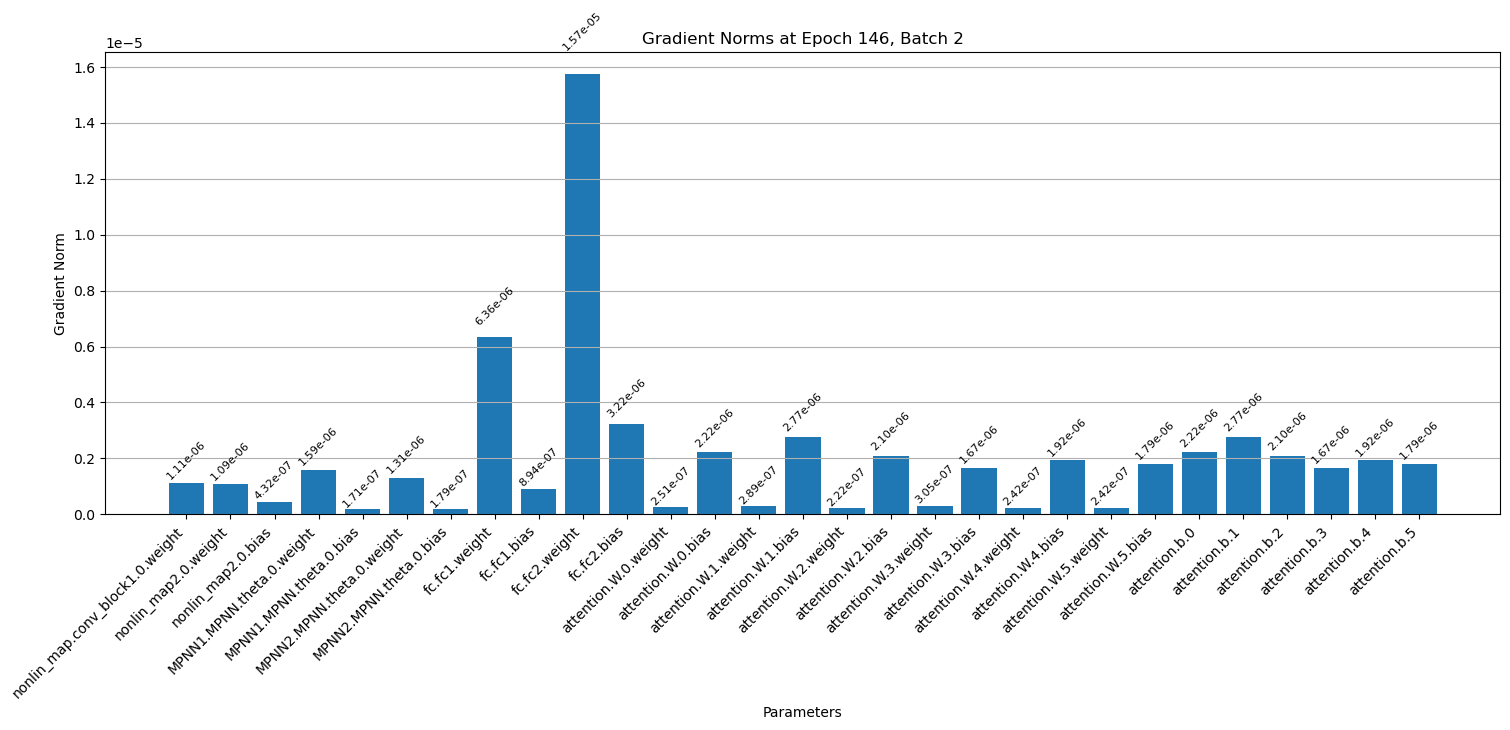 Gradient Norms at Epoch 146, Batch 2
1e−5
Gradient Norm
1.6
1.4
1.2
1.0
0.8
0.6
0.4
0.2
0.0
1.11e-06
1.09e-06
4.32e-07
1.59e-06
1.71e-07
1.31e-06
1.79e-07
6.36e-06
8.94e-07
1.57e-05
3.22e-06
2.51e-07
2.22e-06
2.89e-07
2.77e-06
2.22e-07
2.10e-06
3.05e-07
1.67e-06
2.42e-07
1.92e-06
2.42e-07
1.79e-06
2.22e-06
2.77e-06
2.10e-06
1.67e-06
1.92e-06
1.79e-06
nonlin_map.conv_block1.0.weight
nonlin_map2.0.weight
nonlin_map2.0.bias
MPNN1.MPNN.theta.0.weight
MPNN1.MPNN.theta.0.bias
MPNN2.MPNN.theta.0.weight
MPNN2.MPNN.theta.0.bias
fc.fc1.weight
fc.fc1.bias
fc.fc2.weight
fc.fc2.bias
attention.W.0.weight
attention.W.0.bias
attention.W.1.weight
attention.W.1.bias
attention.W.2.weight
attention.W.2.bias
attention.W.3.weight
attention.W.3.bias
attention.W.4.weight
attention.W.4.bias
attention.W.5.weight
attention.W.5.bias
attention.b.0
attention.b.1
attention.b.2
attention.b.3
attention.b.4
attention.b.5
Parameters